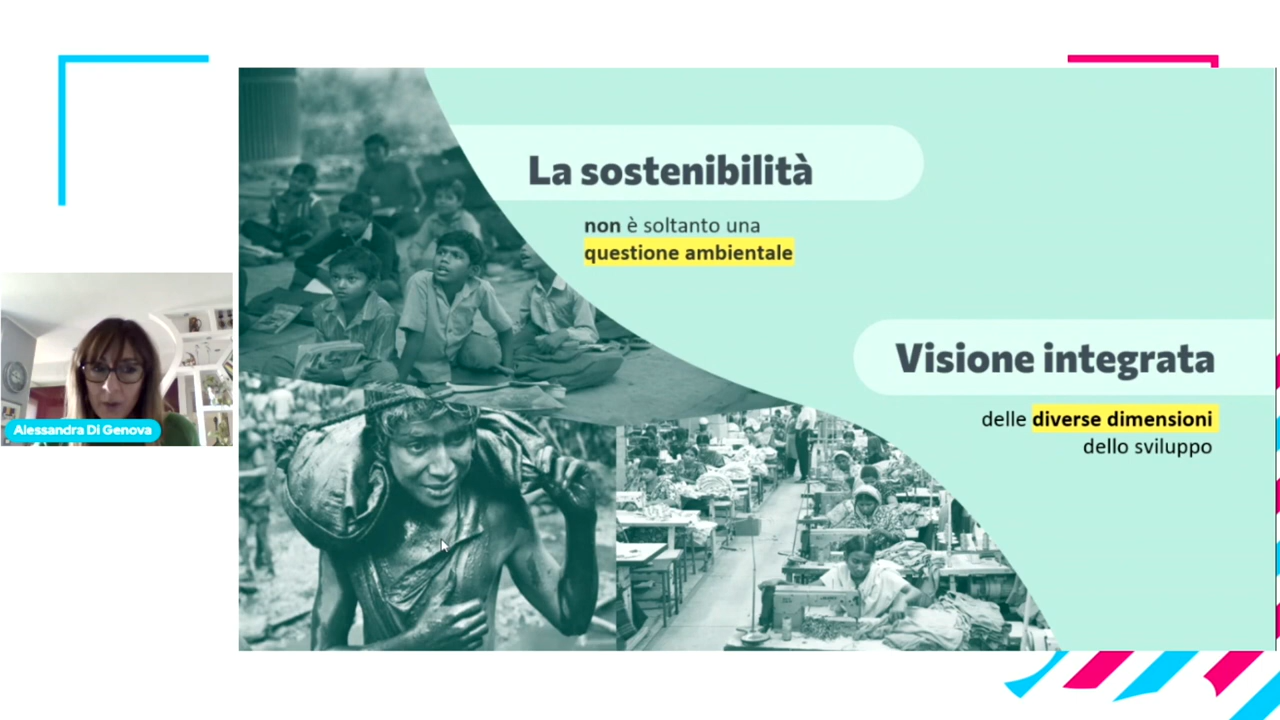 La sostenibilità
non è soltanto una
questione ambientale
Visione integrata
delle diverse dimensioni
dello sviluppo
Alessandra Di Genova